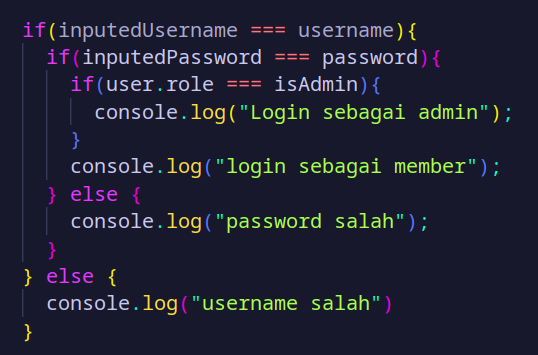 if(inputedUsername === username){
  if(inputedPassword === password){
    if(user.role === isAdmin){
      console.log("Login sebagai admin");
    }
    console.log("login sebagai member");
  } else {
    console.log("password salah");
  }
} else {
  console.log("username salah")
}